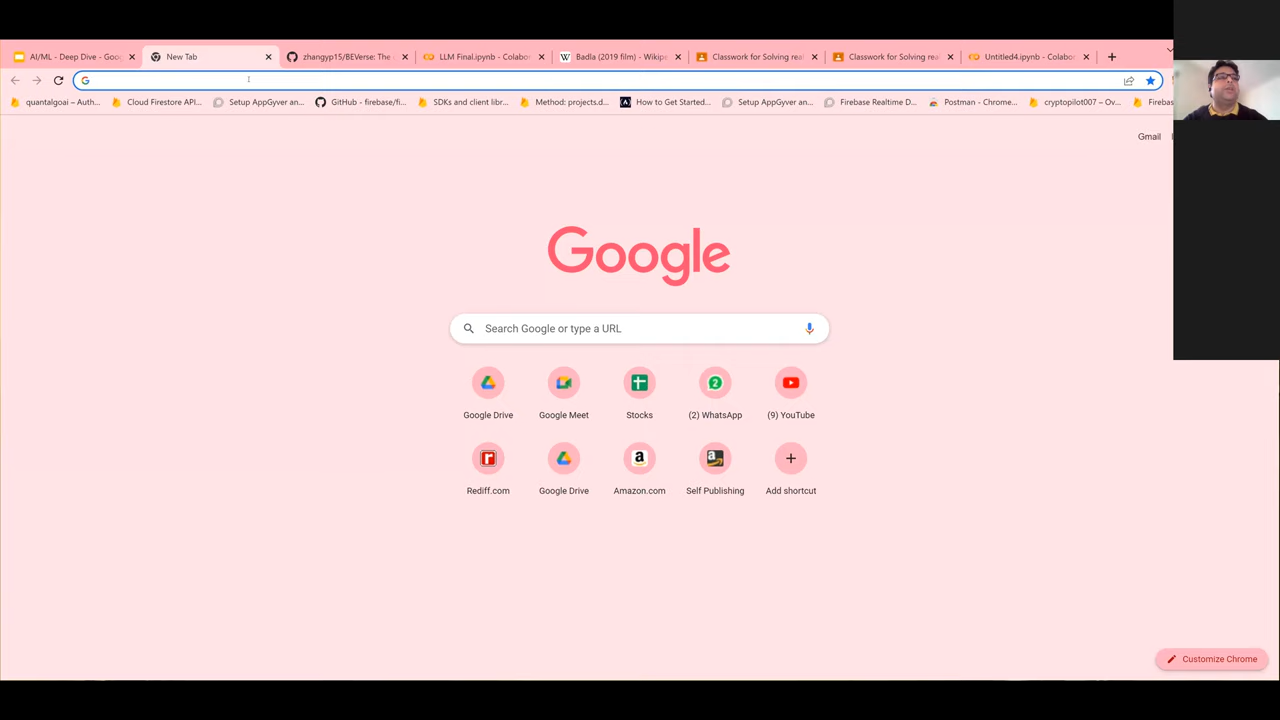 AI/ML - Deep Dive - Goog
New Tab
zhangyp15/BEVerse: The
LLM Final.ipynb - Colabo
Badla (2019 film) - Wikipe
Classwork for Solving real
Classwork for Solving real
Untitled4.ipynb - Colabo
quantalgoai – Auth...
Cloud Firestore API...
Setup AppGyver an...
GitHub - firebase/fi...
SDKs and client libr...
Method: projects.d...
How to Get Started...
Setup AppGyver an...
Firebase Realtime D...
Postman - Chrome...
cryptopilot007 – Ov...
Firebas
Gmail
Google
Search Google or type a URL
Google Drive
Google Meet
Stocks
(2) WhatsApp
(9) YouTube
Rediff.com
Google Drive
Amazon.com
Self Publishing
Add shortcut
Customize Chrome